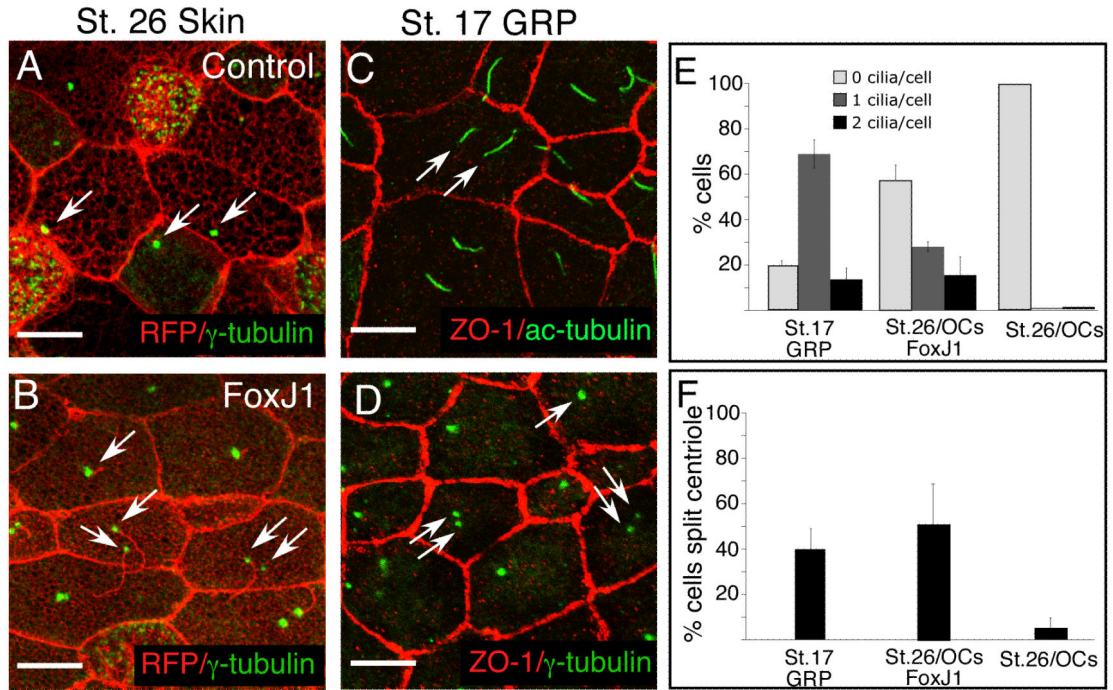 St. 26 Skin
St. 17 GRP
A
Control
RFP/γ-tubulin
C
ZO-1/ac-tubulin
B
FoxJ1
RFP/γ-tubulin
D
ZO-1/γ-tubulin
E
0 cilia/cell
1 cilia/cell
2 cilia/cell
% cells
100
80
60
40
20
St.17
GRP
St.26/OCs
FoxJ1
St.26/OCs
F
% cells split centriole
100
80
60
40
20
St.17
GRP
St.26/OCs
FoxJ1
St.26/OCs